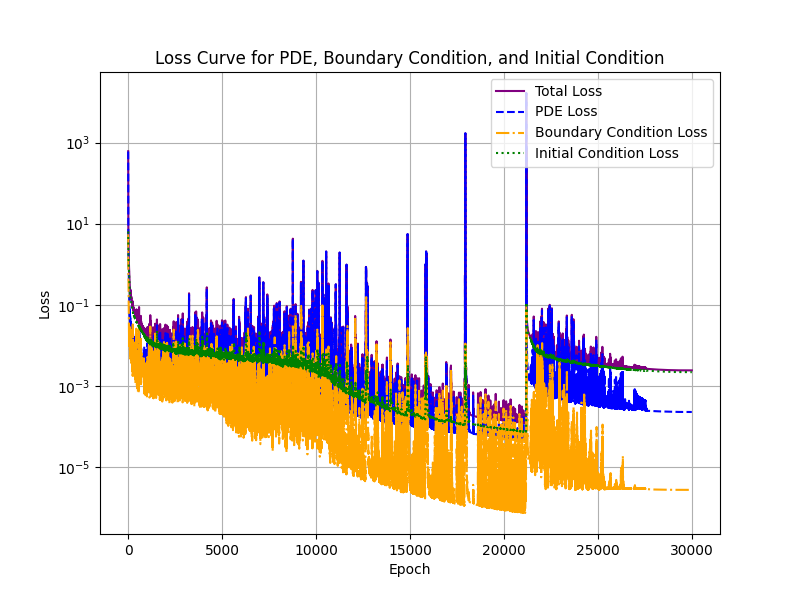 Loss Curve for PDE, Boundary Condition, and Initial Condition
Total Loss
PDE Loss
Boundary Condition Loss
Initial Condition Loss
10³
10¹
10⁻¹
10⁻³
10⁻⁵
Loss
0 5000 10000 15000 20000 25000 30000
Epoch